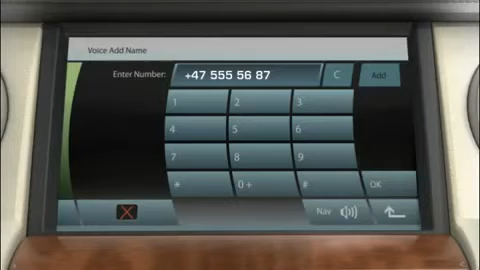 Voice Add Name
Enter Number: +47 555 56 87 C Add
1 2 3
4 5 6
7 8 9
* 0 + # OK
Nav